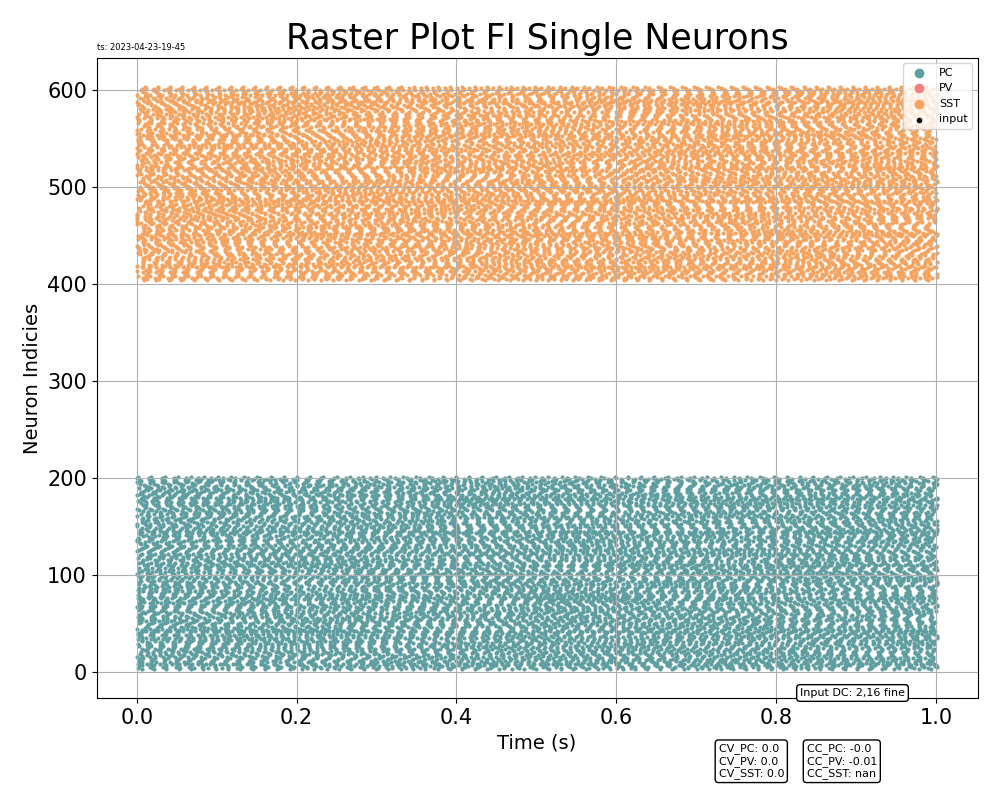 Raster Plot FI Single Neurons
ts: 2023-04-23-19-45
PC
PV
SST
input
600
500
400
300
200
100
0
Neuron Indicies
0.0 0.2 0.4 0.6 0.8 1.0
Time (s)
Input DC: 2,16 fine
CV_PC: 0.0
CV_PV: 0.0
CV_SST: 0.0
CC_PC: -0.0
CC_PV: -0.01
CC_SST: nan